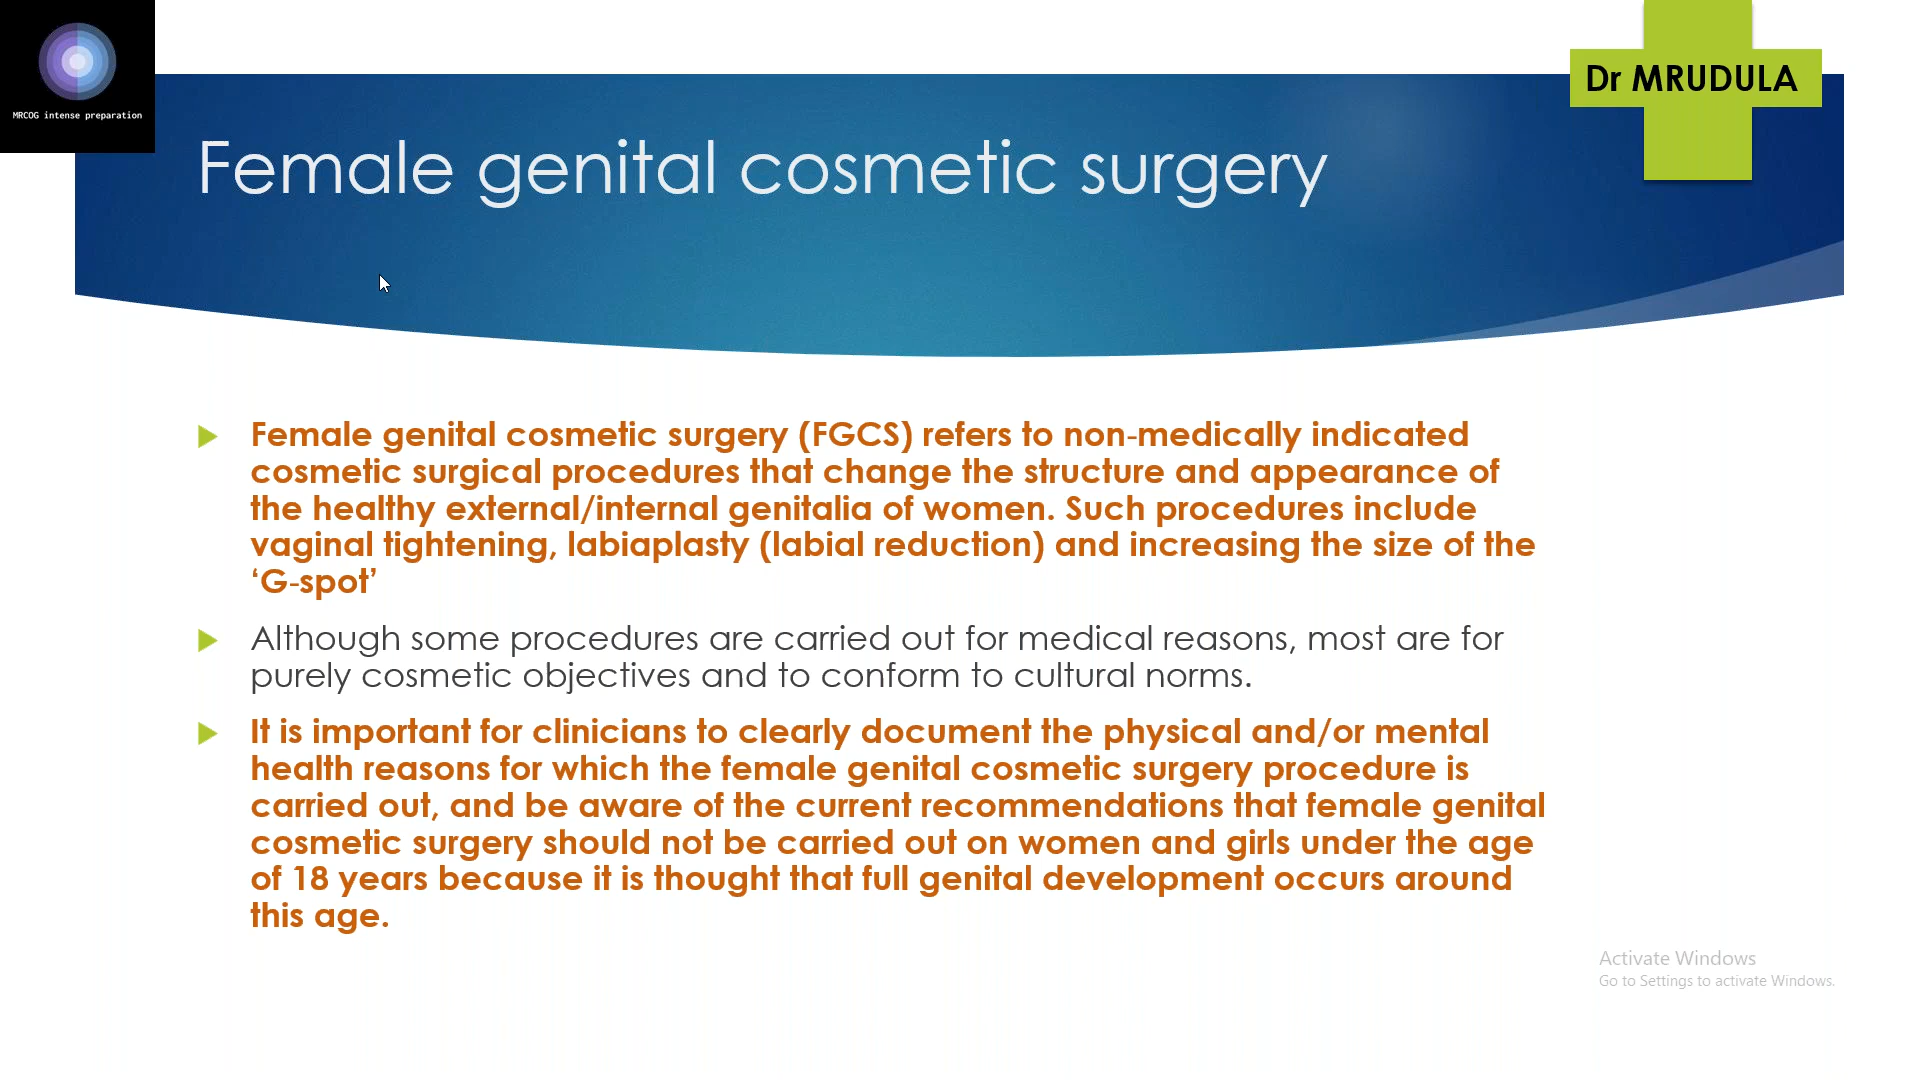 MRCOG intense preparation
Dr MRUDULA
Female genital cosmetic surgery
Female genital cosmetic surgery (FGCS) refers to non-medically indicated
cosmetic surgical procedures that change the structure and appearance of
the healthy external/internal genitalia of women. Such procedures include
vaginal tightening, labiaplasty (labial reduction) and increasing the size of the
‘G-spot’
Although some procedures are carried out for medical reasons, most are for
purely cosmetic objectives and to conform to cultural norms.
It is important for clinicians to clearly document the physical and/or mental
health reasons for which the female genital cosmetic surgery procedure is
carried out, and be aware of the current recommendations that female genital
cosmetic surgery should not be carried out on women and girls under the age
of 18 years because it is thought that full genital development occurs around
this age.
Activate Windows
Go to Settings to activate Windows.